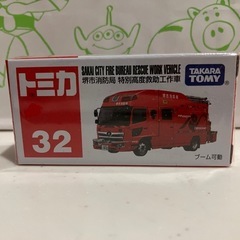 トミカ
SAKAI CITY FIRE BUREAU RESCUE WORK VEHICLE
堺市消防局 特別高度救助工作車
TAKARA
TOMY
32
ブーム可動